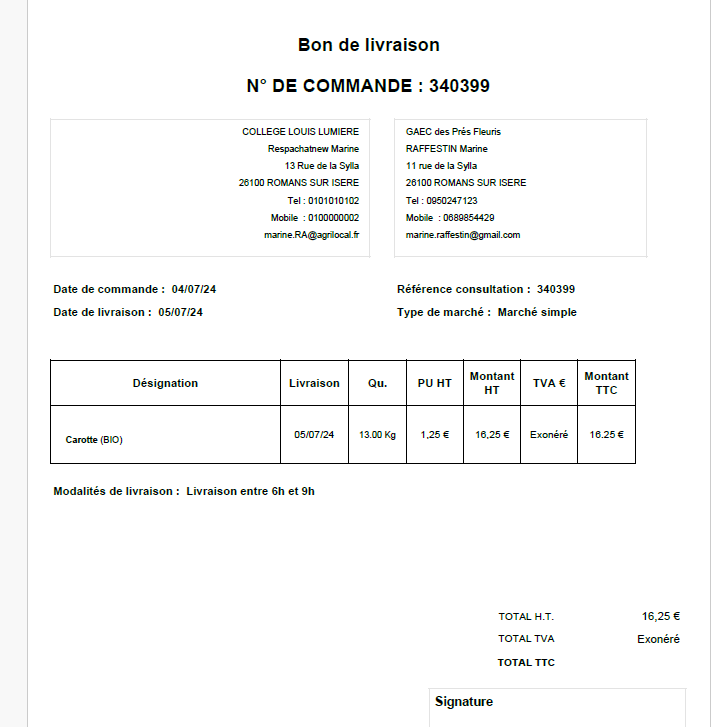 Bon de livraison
N° DE COMMANDE : 340399
COLLEGE LOUIS LUMIERE
Respachatnew Marine
13 Rue de la Sylla
26100 ROMANS SUR ISERE
Tel : 0101010102
Mobile : 0100000002
marine.RA@agrilocal.fr
GAEC des Prés Fleuris
RAFFESTIN Marine
11 rue de la Sylla
26100 ROMANS SUR ISERE
Tel : 0950247123
Mobile : 0689854429
marine.raffestin@gmail.com
Date de commande : 04/07/24
Référence consultation : 340399
Date de livraison : 05/07/24
Type de marché : Marché simple
Désignation Livraison Qu. PU HT Montant HT TVA € Montant TTC
Carotte (BIO) 05/07/24 13.00 Kg 1,25 € 16,25 € Exonéré 16.25 €
Modalités de livraison : Livraison entre 6h et 9h
TOTAL H.T. 16,25 €
TOTAL TVA Exonéré
TOTAL TTC
Signature